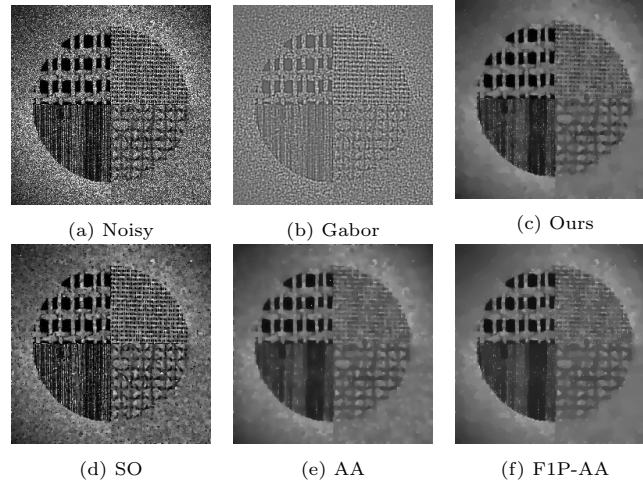 (a) Noisy
(b) Gabor
(c) Ours
(d) SO
(e) AA
(f) F1P-AA